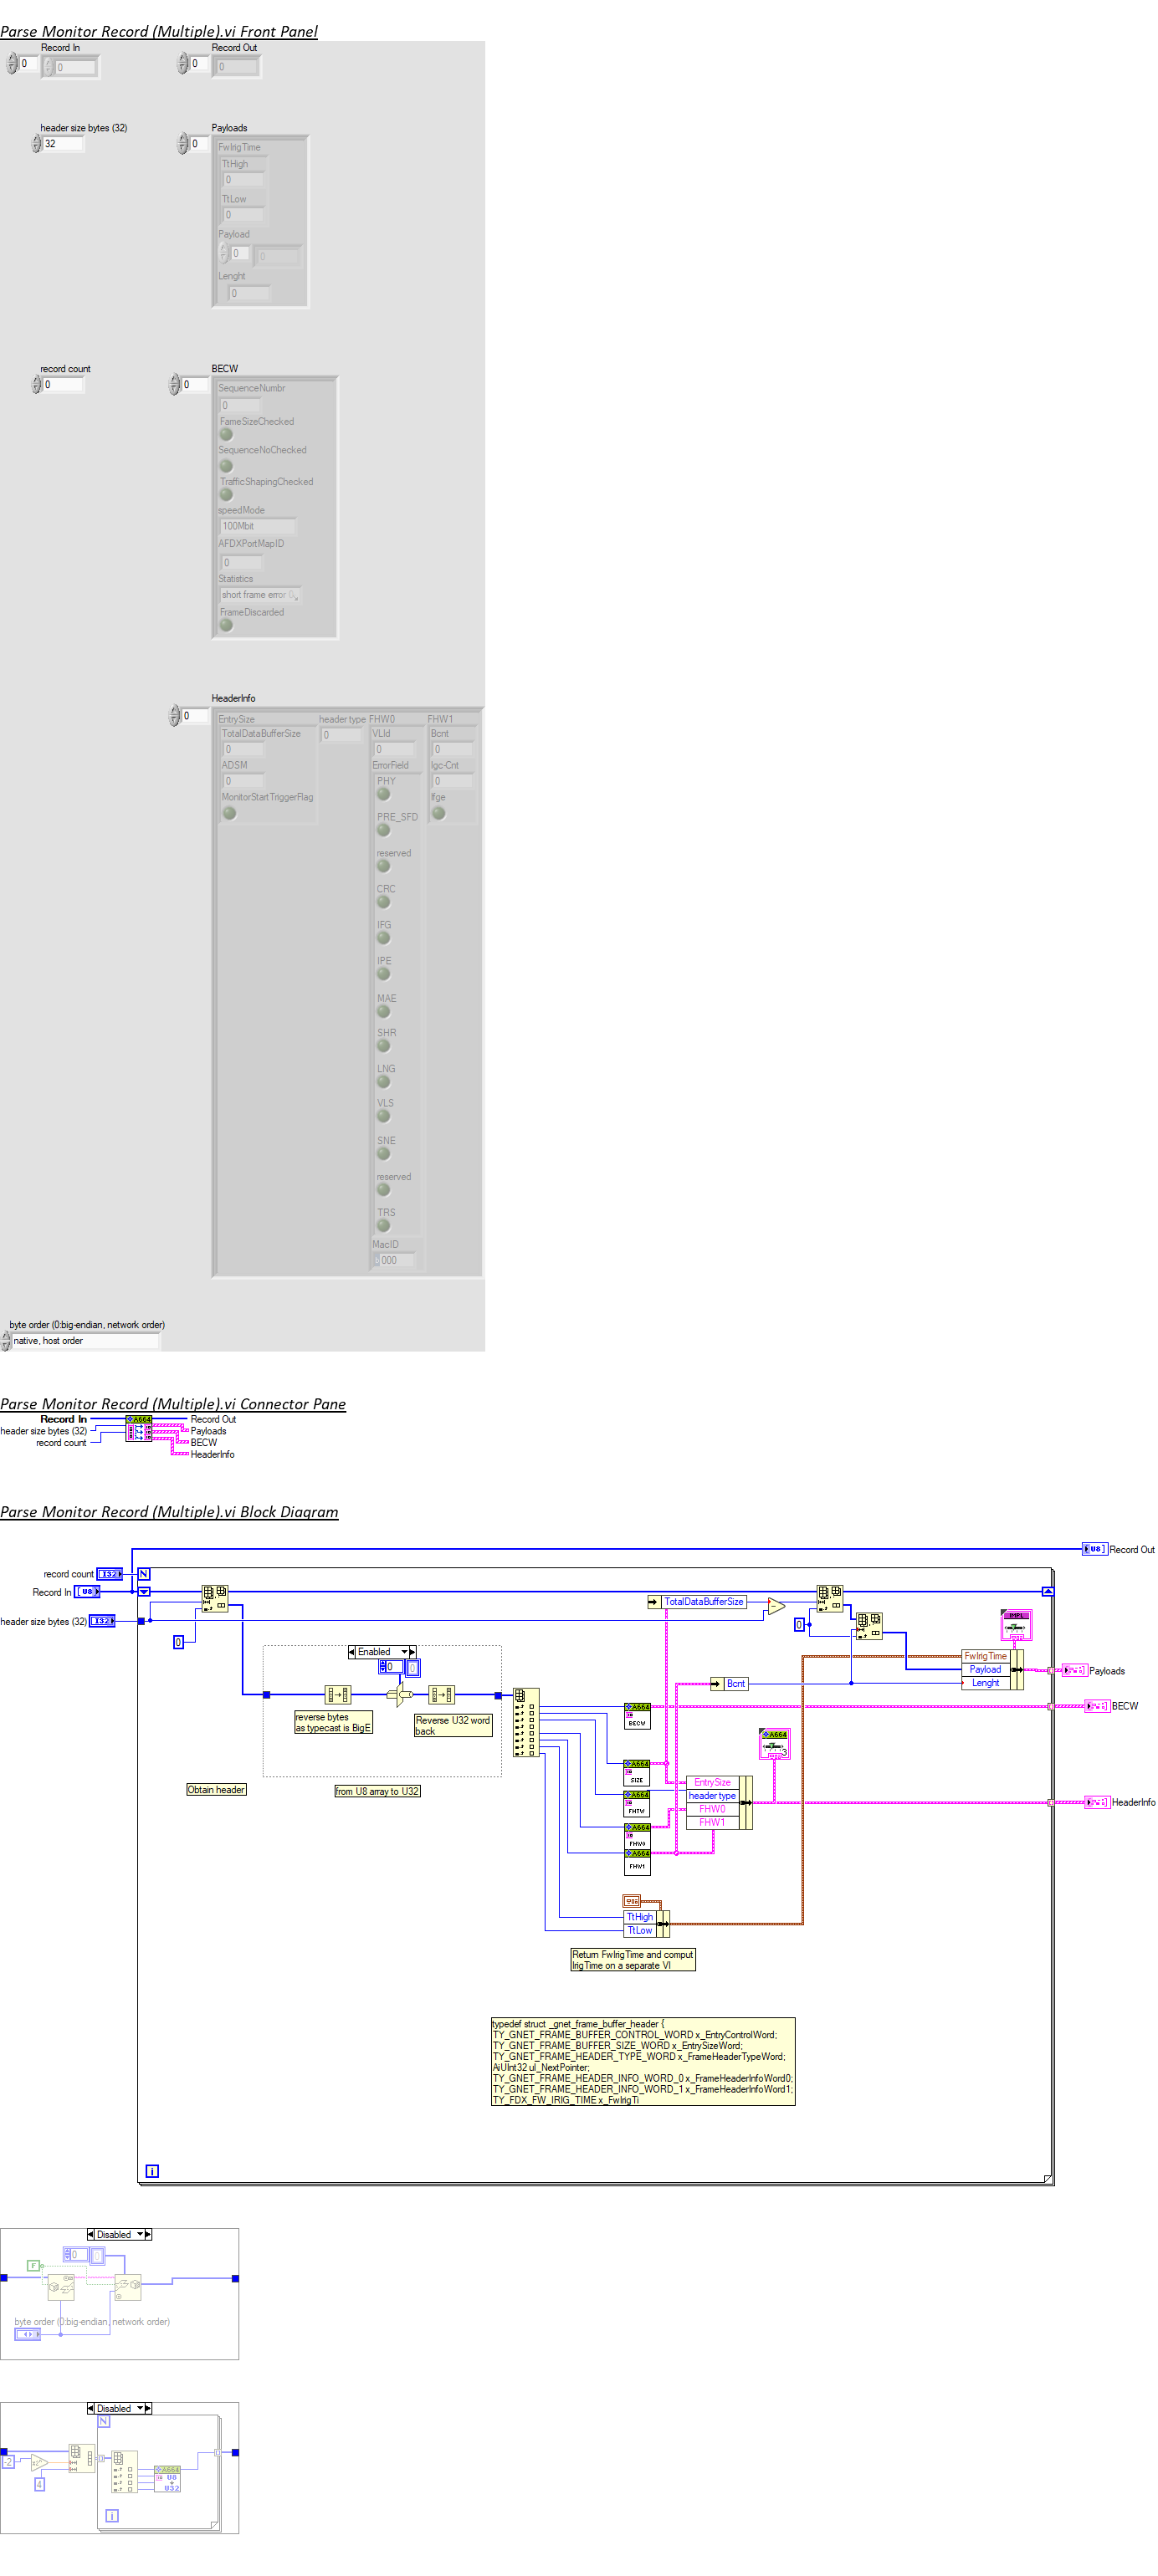 Parse Monitor Record (Multiple).vi Front Panel
Record In
Record Out
0
0
0
0
header size bytes (32)
Payloads
32
0
FwIrigTime
TtHigh
0
TtLow
0
Payload
0
0
Lenght
0
record count
BECW
0
0
SequenceNumbr
0
FameSizeChecked
SequenceNoChecked
TrafficShapingChecked
speedMode
100Mbit
AFDXPortMapID
0
Statistics
short frame error 0
FrameDiscarded
HeaderInfo
0
EntrySize
header type
FHW0
FHW1
TotalDataBufferSize
0
VLId
Bcnt
0
0
0
ADSM
ErrorField
Igc-Cnt
0
PHY
0
MonitorStartTriggerFlag
Ifge
PRE_SFD
reserved
CRC
IFG
IPE
MAE
SHR
LNG
VLS
SNE
reserved
TRS
MacID
000
byte order (0:big-endian, network order)
native, host order
Parse Monitor Record (Multiple).vi Connector Pane
Record In
A664
Record Out
header size bytes (32)
Payloads
record count
BECW
HeaderInfo
Parse Monitor Record (Multiple).vi Block Diagram
U8
Record Out
record count
I32
N
Record In
U8
header size bytes (32)
I32
TotalDataBufferSize
0
0
IMPL
Enabled
0
0
FwIrigTime
Payload
Lenght
Payloads
Bcnt
reverse bytes
as typecast is BigE
Reverse U32 word
back
A664
BECW
BECW
A664
A664
SIZE
Obtain header
from U8 array to U32
EntrySize
header type
FHW0
FHW1
A664
FHTW
HeaderInfo
A664
FHW0
A664
FHW1
TtHigh
TtLow
Return FwIrigTime and comput
IrigTime on a separate VI
typedef struct _gnet_frame_buffer_header {
TY_GNET_FRAME_BUFFER_CONTROL_WORD x_EntryControlWord;
TY_GNET_FRAME_BUFFER_SIZE_WORD x_EntrySizeWord;
TY_GNET_FRAME_HEADER_TYPE_WORD x_FrameHeaderTypeWord;
AiUInt32 ul_NextPointer;
TY_GNET_FRAME_HEADER_INFO_WORD_0 x_FrameHeaderInfoWord0;
TY_GNET_FRAME_HEADER_INFO_WORD_1 x_FrameHeaderInfoWord1;
TY_FDX_FW_IRIG_TIME x_FwIrigTi
i
Disabled
0
F
byte order (0:big-endian, network order)
Disabled
N
-2
4
A664
U8
U32
i